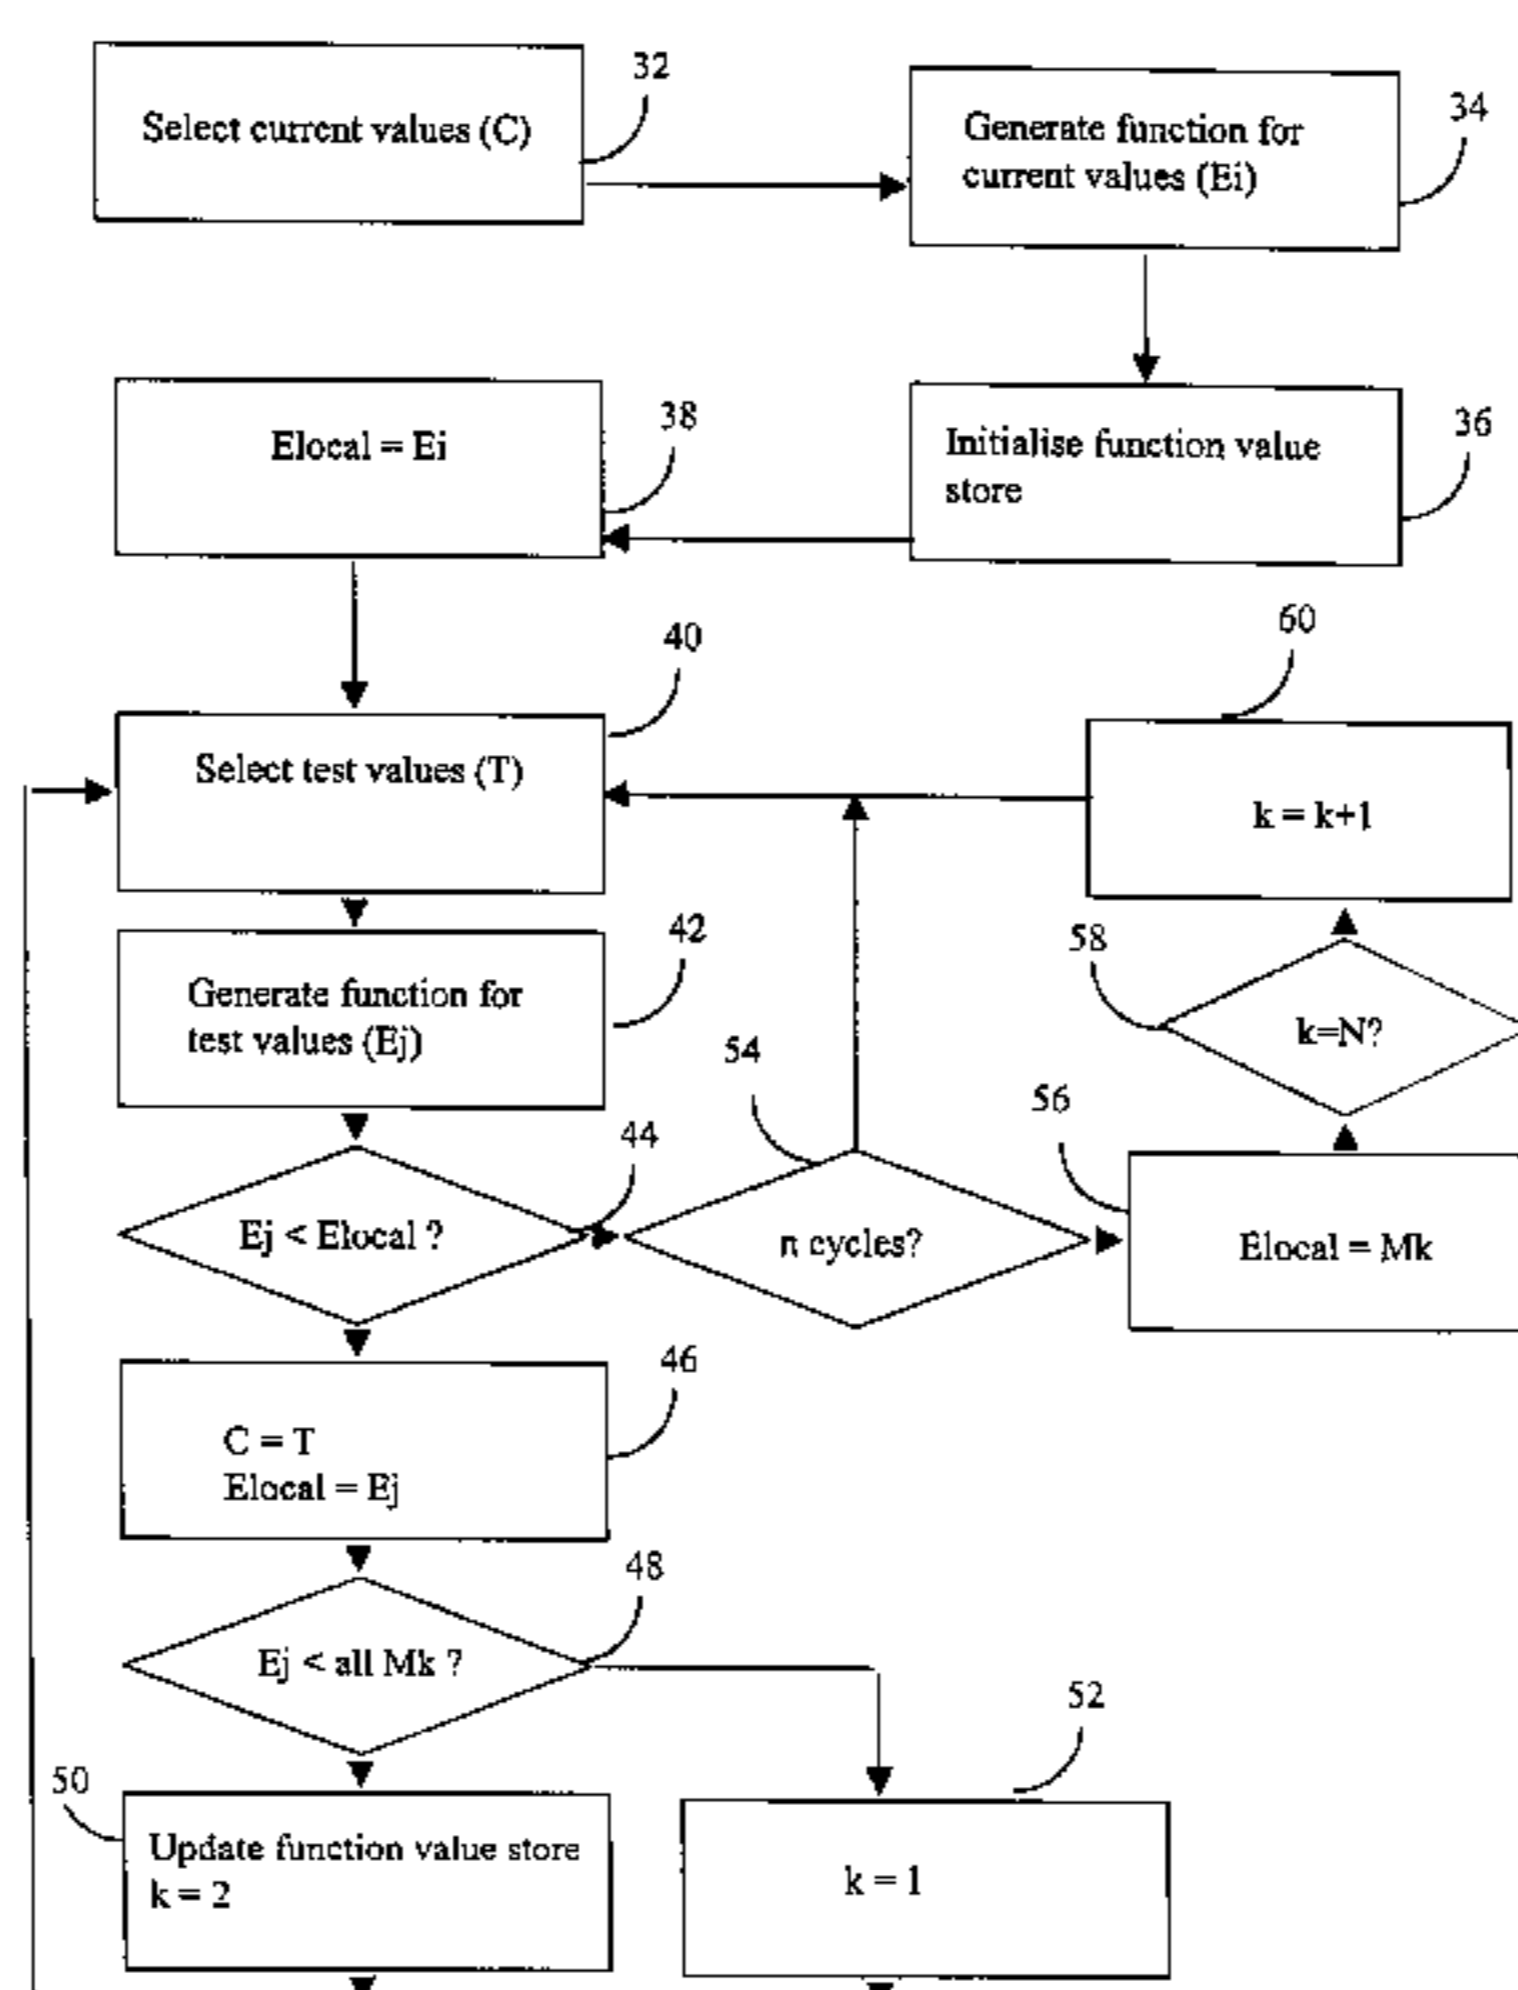 32
Select current values (C)
34
Generate function for
current values (Ei)
38
Elocal = Ei
36
Initialise function value
store
40
Select test values (T)
60
k = k+1
42
Generate function for
test values (Ej)
58
k=N?
54
n cycles?
56
Elocal = Mk
44
Ej < Elocal ?
46
C = T
Elocal = Ej
48
Ej < all Mk ?
50
Update function value store
k = 2
52
k = 1